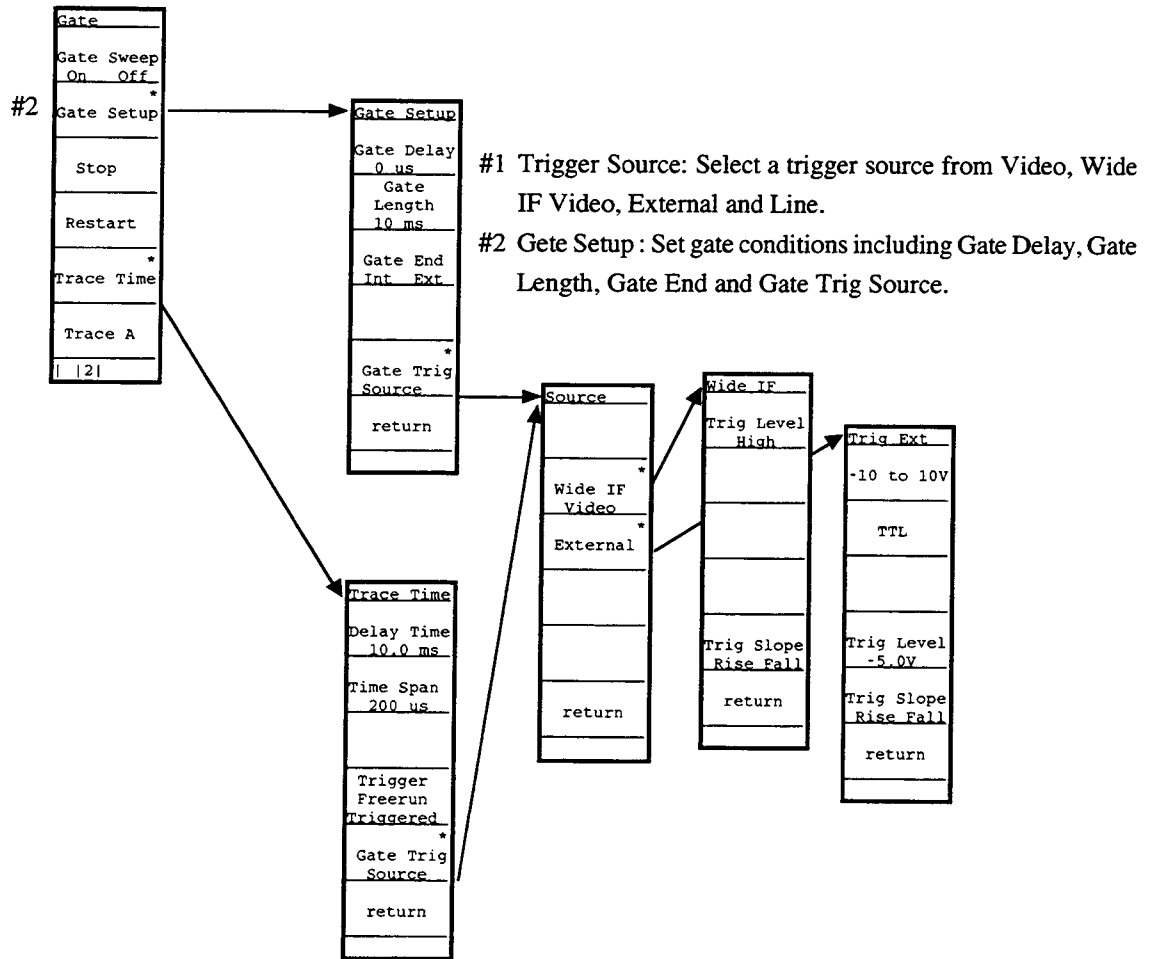 Gate
Gate Sweep
On Off
*
#2
Gate Setup
Stop
Restart
*
Trace Time
Trace A
| |2|
Gate Setup
Gate Delay
0 us
Gate
Length
10 ms
Gate End
Int Ext
*
Gate Trig
Source
return
#1 Trigger Source: Select a trigger source from Video, Wide
IF Video, External and Line.
#2 Gete Setup : Set gate conditions including Gate Delay, Gate
Length, Gate End and Gate Trig Source.
Source
*
Wide IF
Video
*
External
return
Wide IF
Trig Level
High
Trig Slope
Rise Fall
return
Trig Ext
-10 to 10V
TTL
Trig Level
-5.0V
Trig Slope
Rise Fall
return
Trace Time
Delay Time
10.0 ms
Time Span
200 us
Trigger
Freerun
Triggered
*
Gate Trig
Source
return